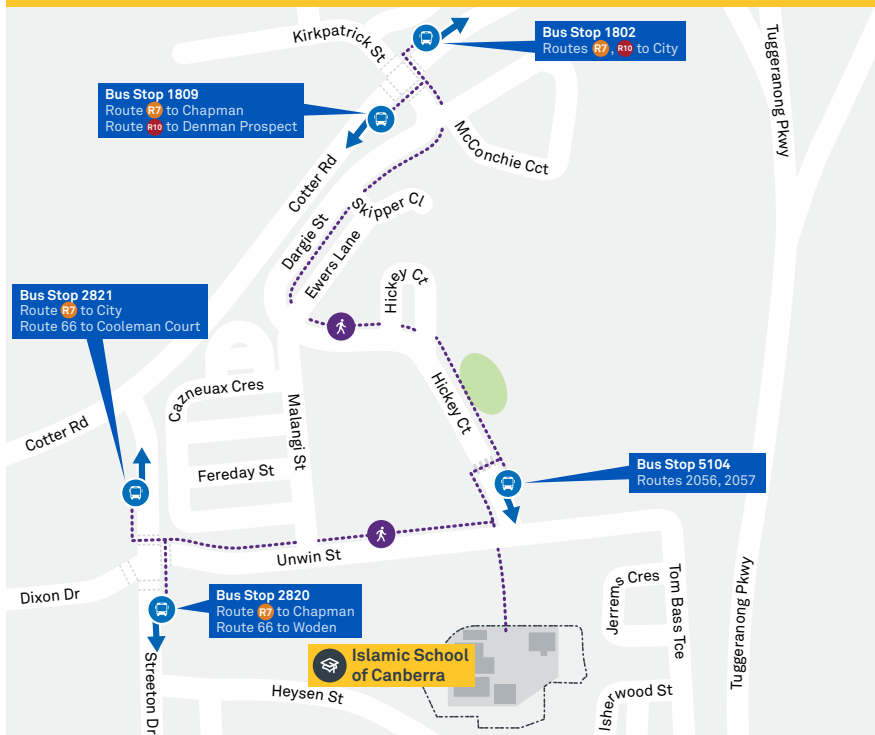 Kirkpatrick St
Bus Stop 1802
Routes R7, R10 to City
Tuggeranong Pkwy
Bus Stop 1809
Route R7 to Chapman
Route R10 to Denman Prospect
McConchie Cct
Cotter Rd
Skipper Cl
Dargie St
Ewers Lane
Hickey Ct
Bus Stop 2821
Route R7 to City
Route 66 to Cooleman Court
Cazneuax Cres
Malangi St
Hickey Ct
Cotter Rd
Fereday St
Bus Stop 5104
Routes 2056, 2057
Unwin St
Dixon Dr
Bus Stop 2820
Route R7 to Chapman
Route 66 to Woden
Jerrems Cres
Tom Bass Tce
Tuggeranong Pkwy
Islamic School
of Canberra
Streeton Dr
Heysen St
Isherwood St